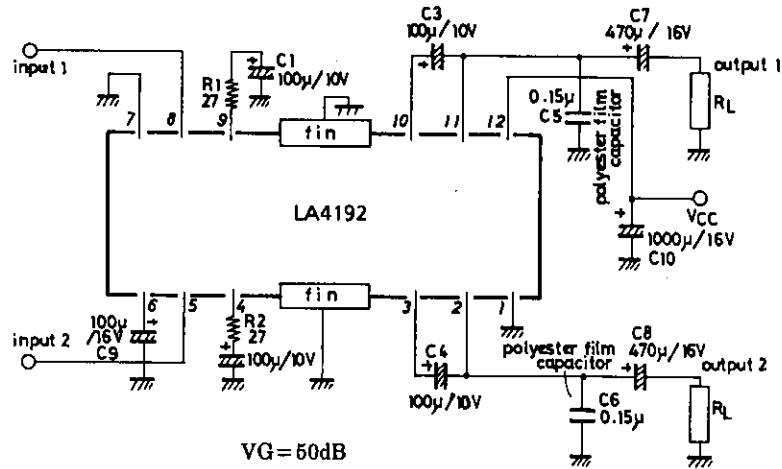 C3
100μ/10V
C7
470μ/16V
input 1
C1
100μ/10V
R1
27
output 1
RL
7
8
9
fin
10
11
12
0.15μ
C5
polyester film
capacitor
LA4192
VCC
1000μ/16V
C10
6
5
4
fin
3
2
1
100μ
/16V
C9
input 2
R2
27
100μ/10V
C4
100μ/10V
polyester film
capacitor
C8
470μ/16V
output 2
C6
0.15μ
RL
VG=50dB